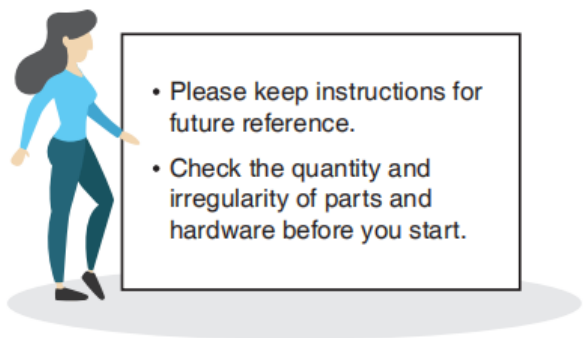 • Please keep instructions for
future reference.
• Check the quantity and
irregularity of parts and
hardware before you start.